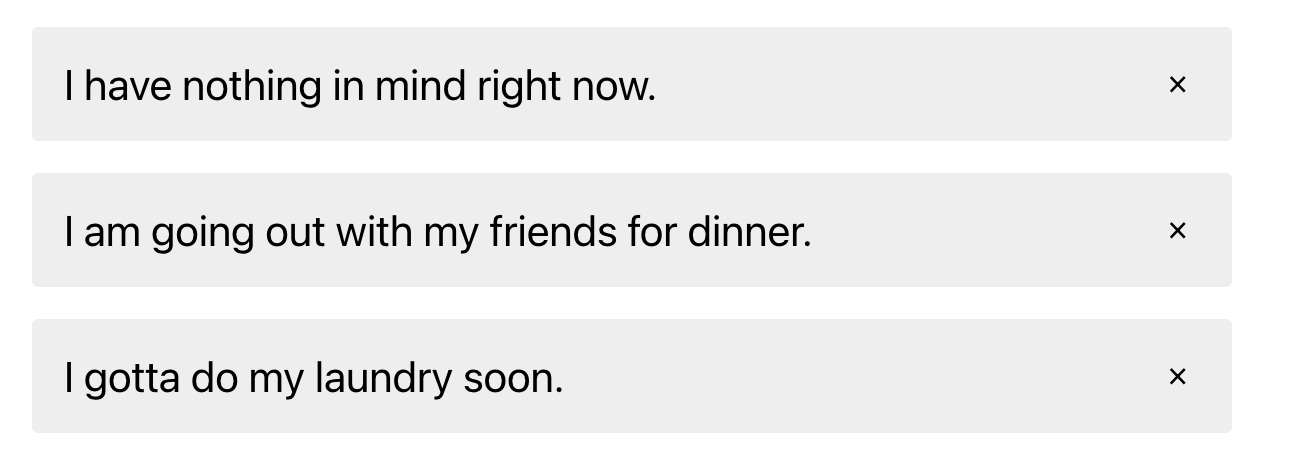 I have nothing in mind right now. ×
I am going out with my friends for dinner. ×
I gotta do my laundry soon. ×